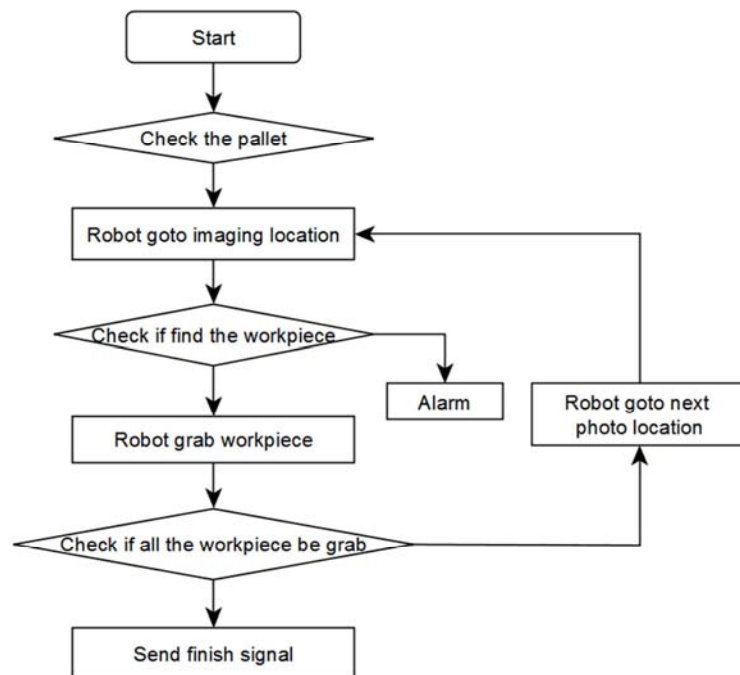 Start
Check the pallet
Robot goto imaging location
Check if find the workpiece
Alarm
Robot goto next
photo location
Robot grab workpiece
Check if all the workpiece be grab
Send finish signal